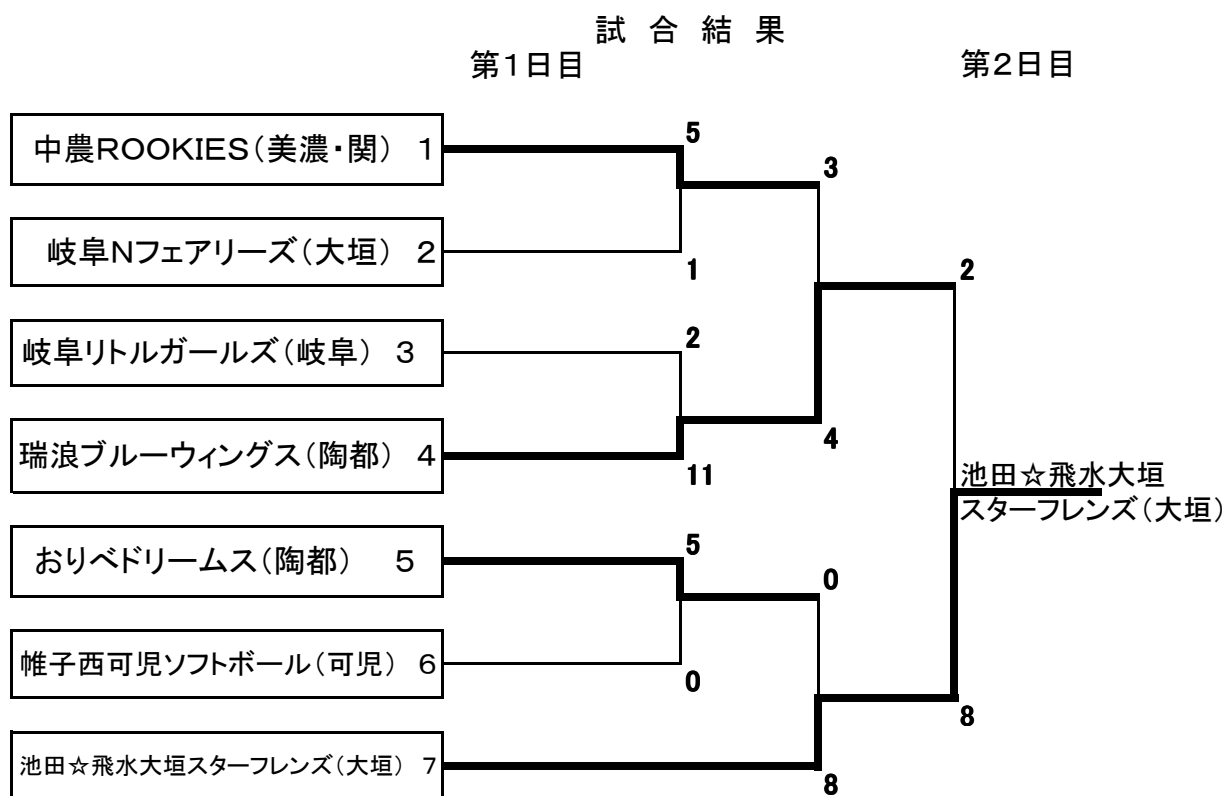 試 合 結 果
第1日目
第2日目
中農ROOKIES(美濃・関) 1
5
3
岐阜Nフェアリーズ(大垣) 2
1
2
岐阜リトルガールズ(岐阜) 3
2
瑞浪ブルーウィングス(陶都) 4
11
4
池田☆飛水大垣
スターフレンズ(大垣)
おりベドリームス(陶都) 5
5
0
帷子西可児ソフトボール(可児) 6
0
8
池田☆飛水大垣スターフレンズ(大垣) 7
8